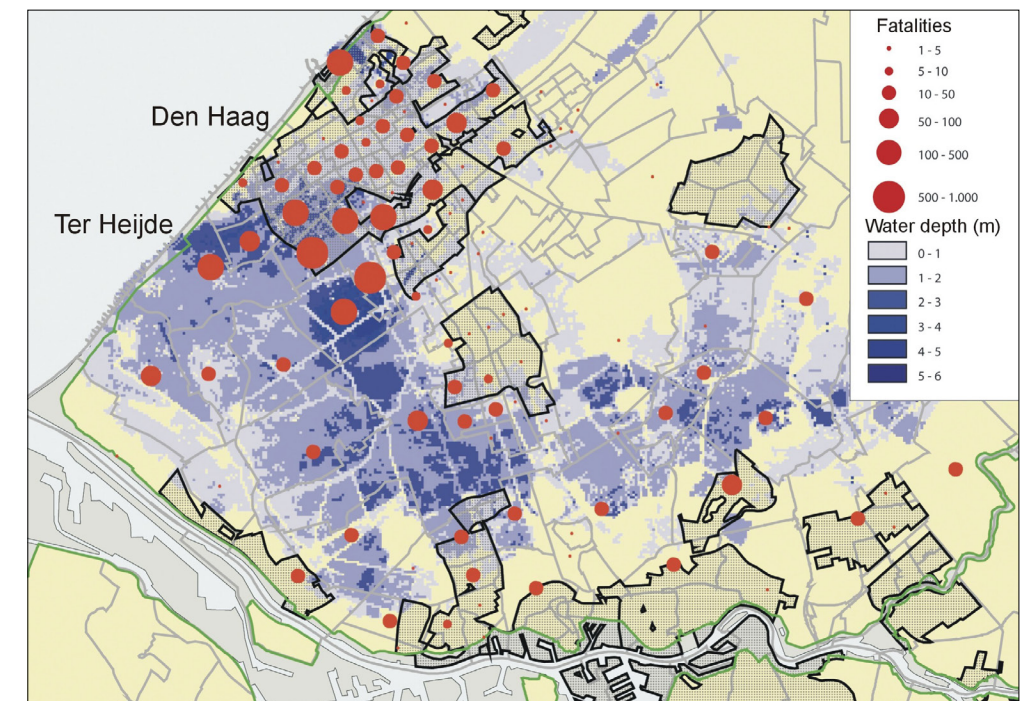 Den Haag
Ter Heijde
Fatalities
1 - 5
5 - 10
10 - 50
50 - 100
100 - 500
500 - 1.000
Water depth (m)
0 - 1
1 - 2
2 - 3
3 - 4
4 - 5
5 - 6